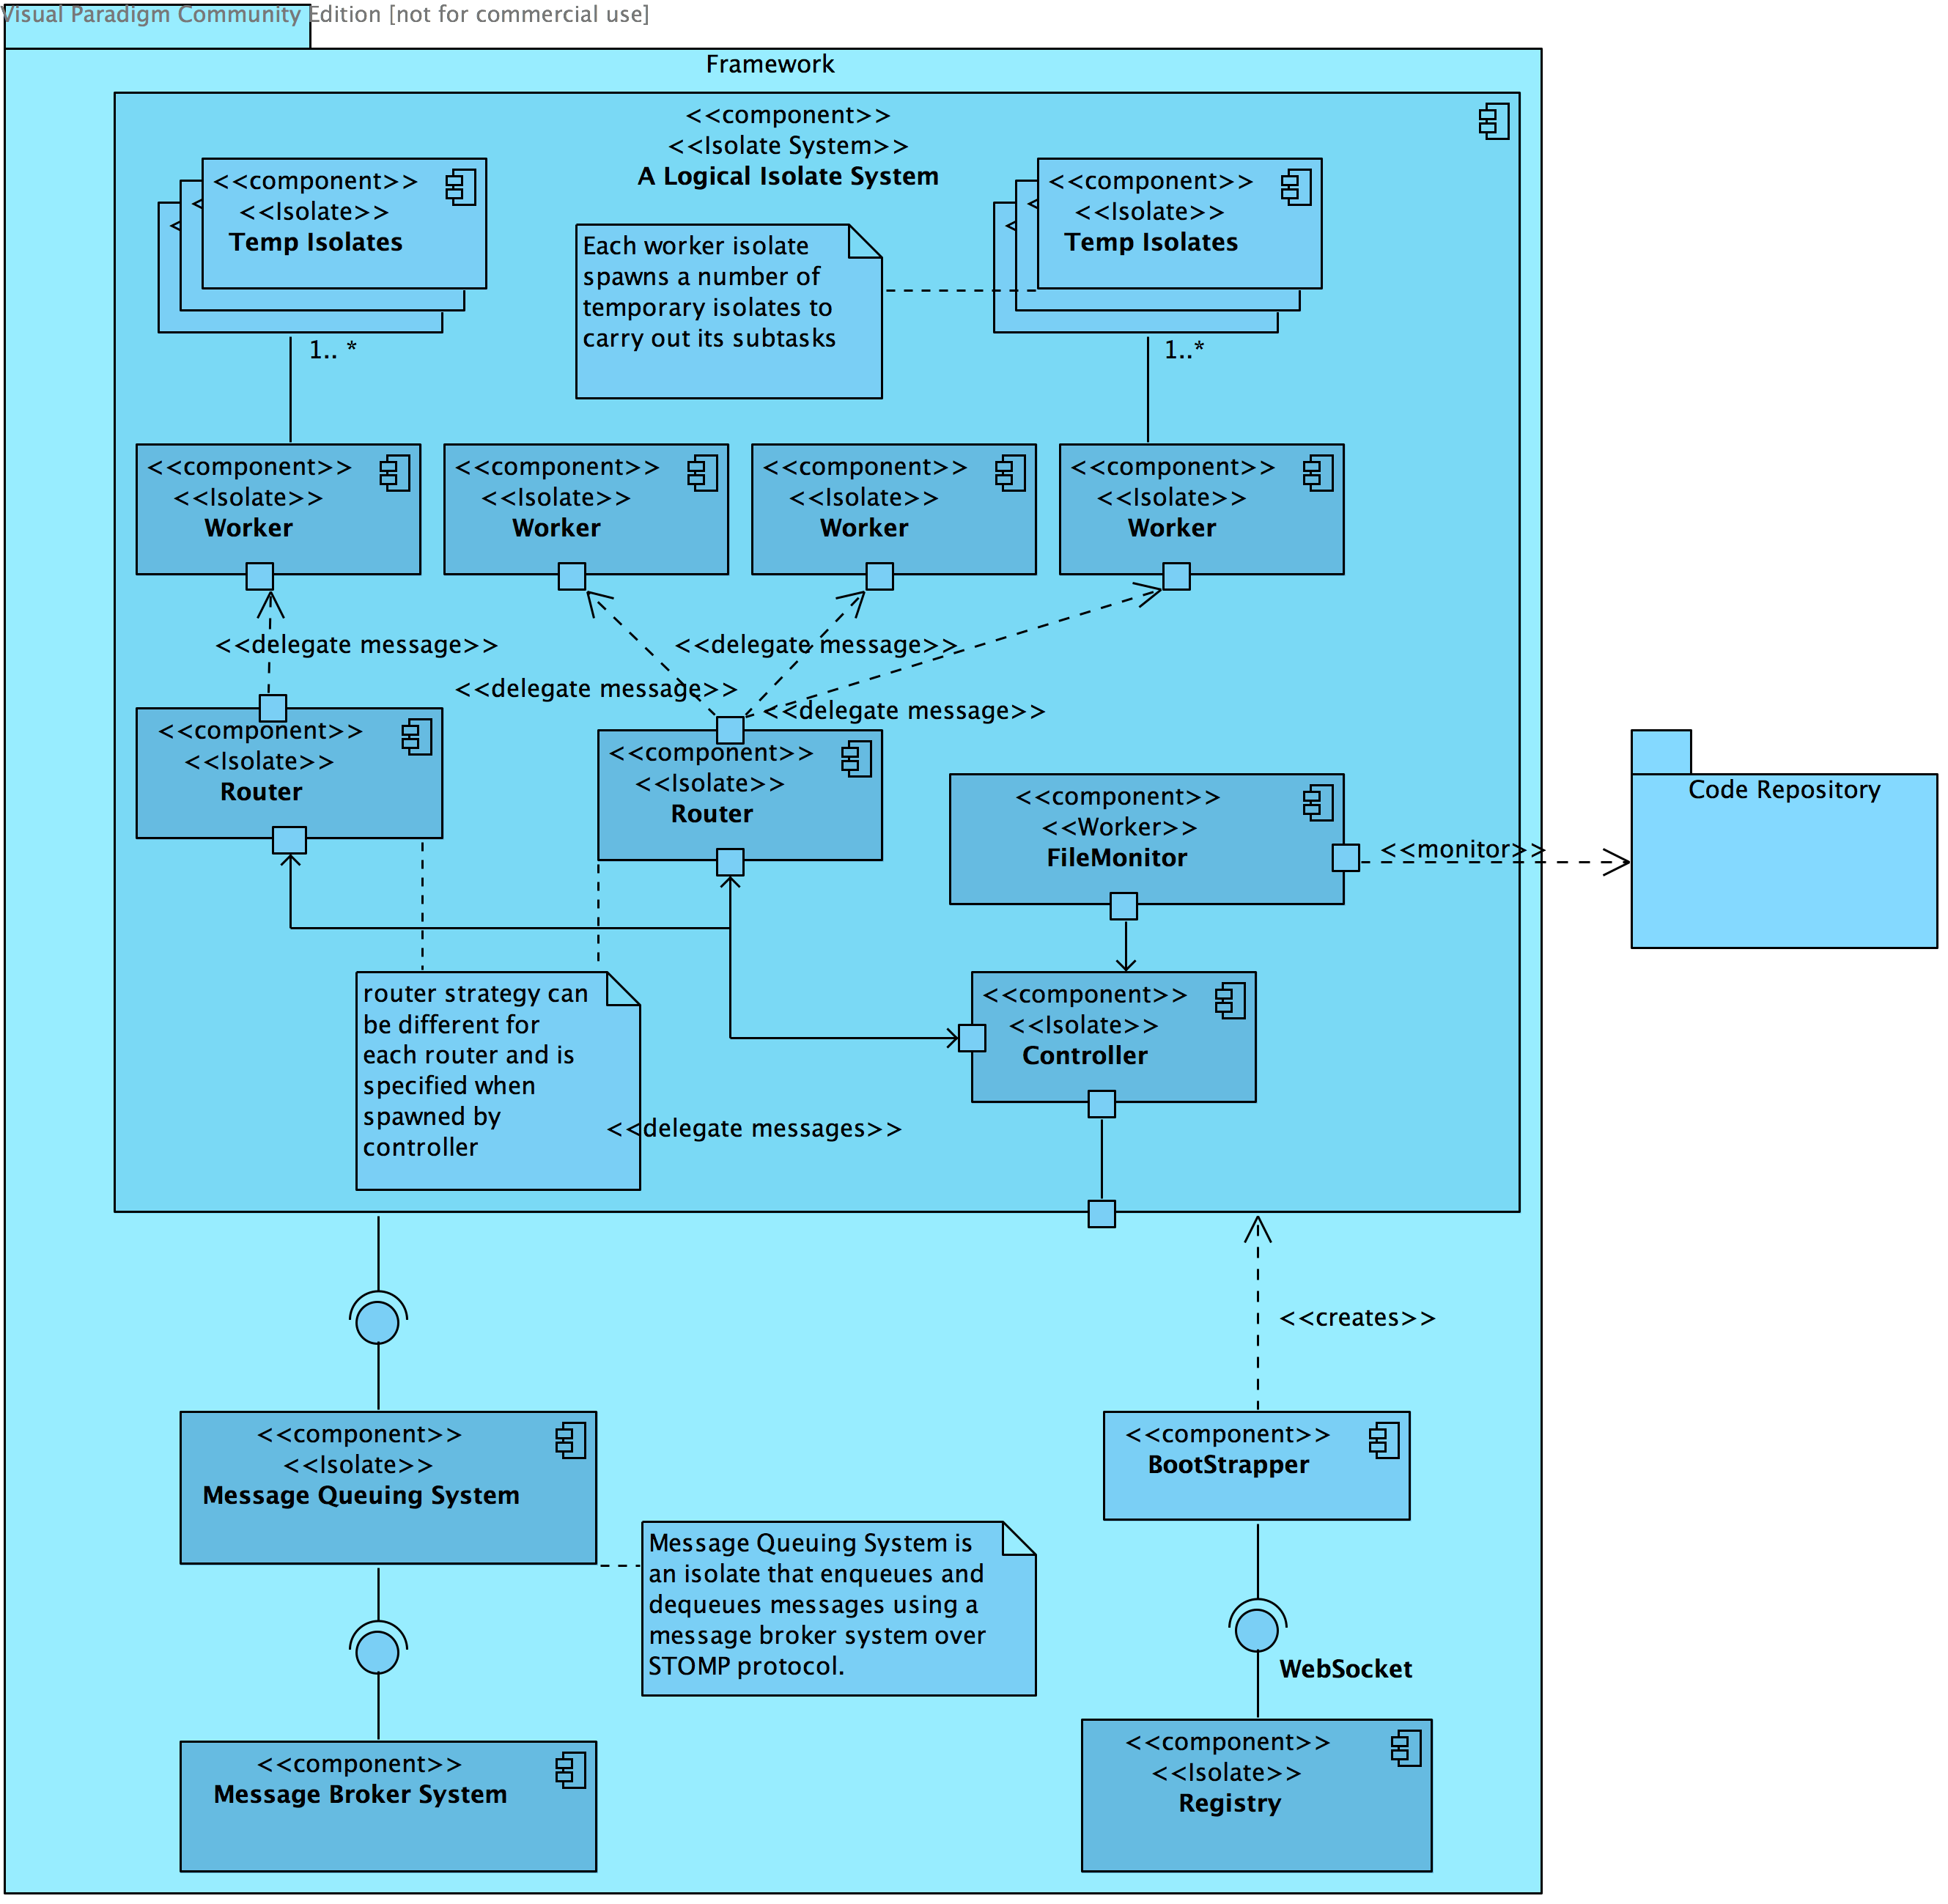 Visual Paradigm Community Edition [not for commercial use]
Framework
<<component>>
<<Isolate System>>
A Logical Isolate System
<<component>>
<<Isolate>>
Temp Isolates
<
<
1.. *
Each worker isolate
spawns a number of
temporary isolates to
carry out its subtasks
<<component>>
<<Isolate>>
Temp Isolates
<
<
1..*
<<component>>
<<Isolate>>
Worker
<<component>>
<<Isolate>>
Worker
<<component>>
<<Isolate>>
Worker
<<component>>
<<Isolate>>
Worker
<<delegate message>>
<<delegate message>>
<<delegate message>>
<<delegate message>>
<<component>>
<<Isolate>>
Router
<<component>>
<<Isolate>>
Router
<<component>>
<<Worker>>
FileMonitor
<<monitor>>
Code Repository
router strategy can
be different for
each router and is
specified when
spawned by
controller
<<component>>
<<Isolate>>
Controller
<<delegate messages>>
<<creates>>
<<component>>
<<Isolate>>
Message Queuing System
<<component>>
BootStrapper
Message Queuing System is
an isolate that enqueues and
dequeues messages using a
message broker system over
STOMP protocol.
WebSocket
<<component>>
Message Broker System
<<component>>
<<Isolate>>
Registry